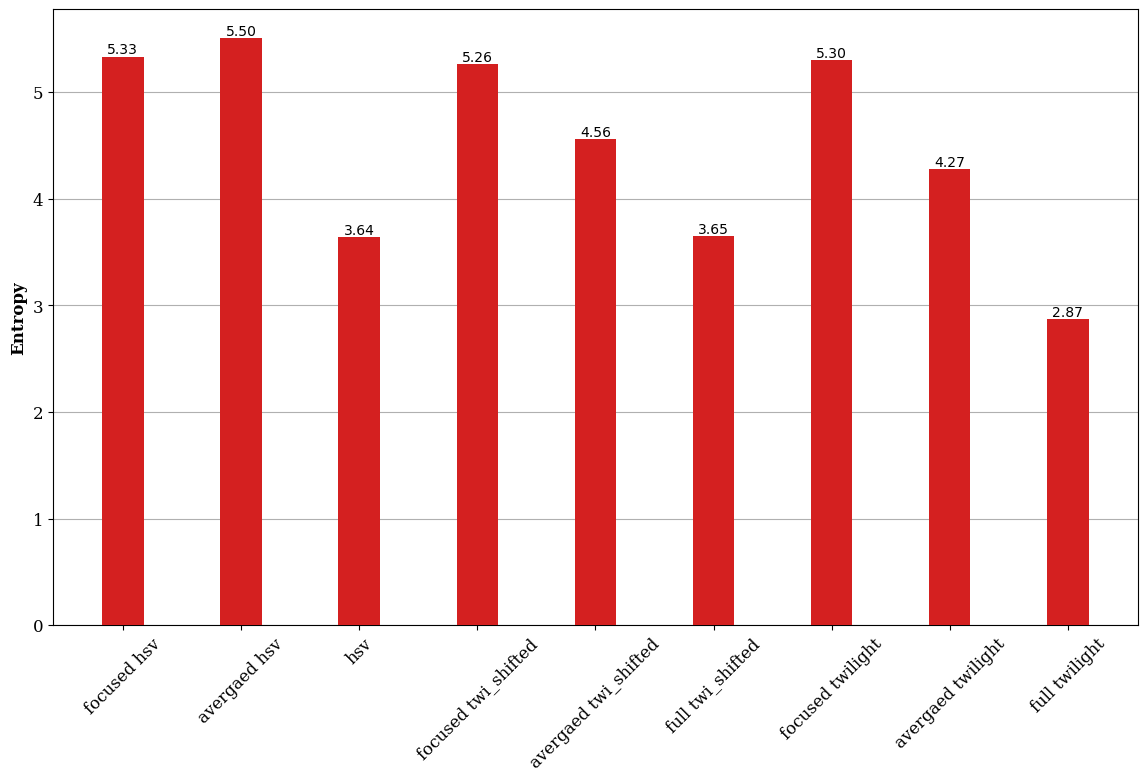 5.33
5.50
3.64
5.26
4.56
3.65
5.30
4.27
2.87
Entropy
5
4
3
2
1
0
focused hsv
avergaed hsv
hsv
focused twi_shifted
avergaed twi_shifted
full twi_shifted
focused twilight
avergaed twilight
full twilight